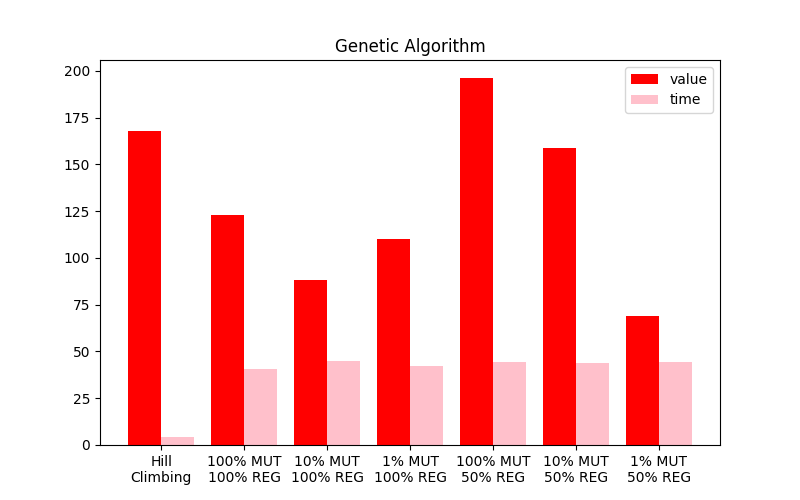 Genetic Algorithm
200
175
150
125
100
75
50
25
0
value
time
Hill
Climbing
100% MUT
100% REG
10% MUT
100% REG
1% MUT
100% REG
100% MUT
50% REG
10% MUT
50% REG
1% MUT
50% REG